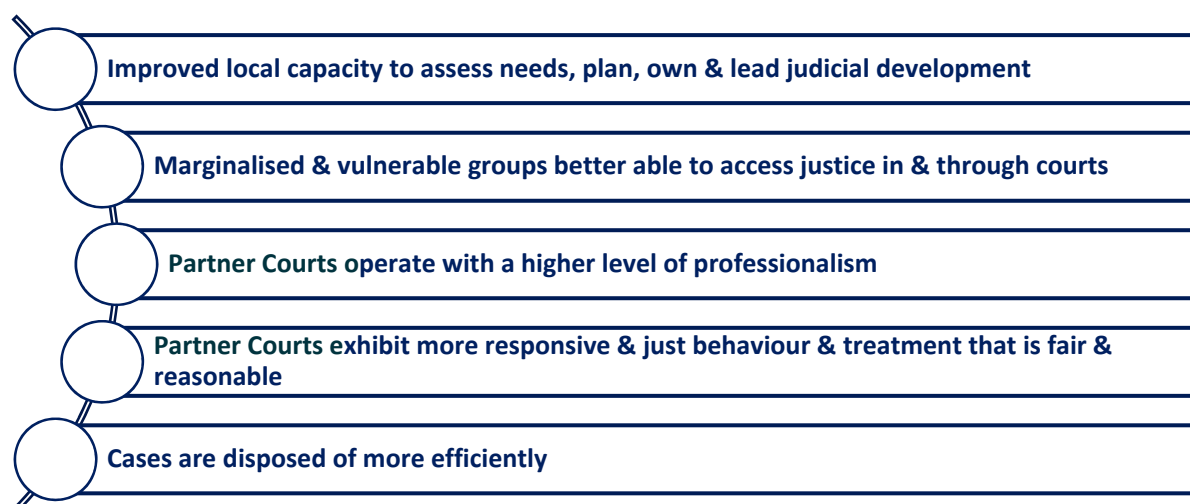 Improved local capacity to assess needs, plan, own & lead judicial development
Marginalised & vulnerable groups better able to access justice in & through courts
Partner Courts operate with a higher level of professionalism
Partner Courts exhibit more responsive & just behaviour & treatment that is fair &
reasonable
Cases are disposed of more efficiently